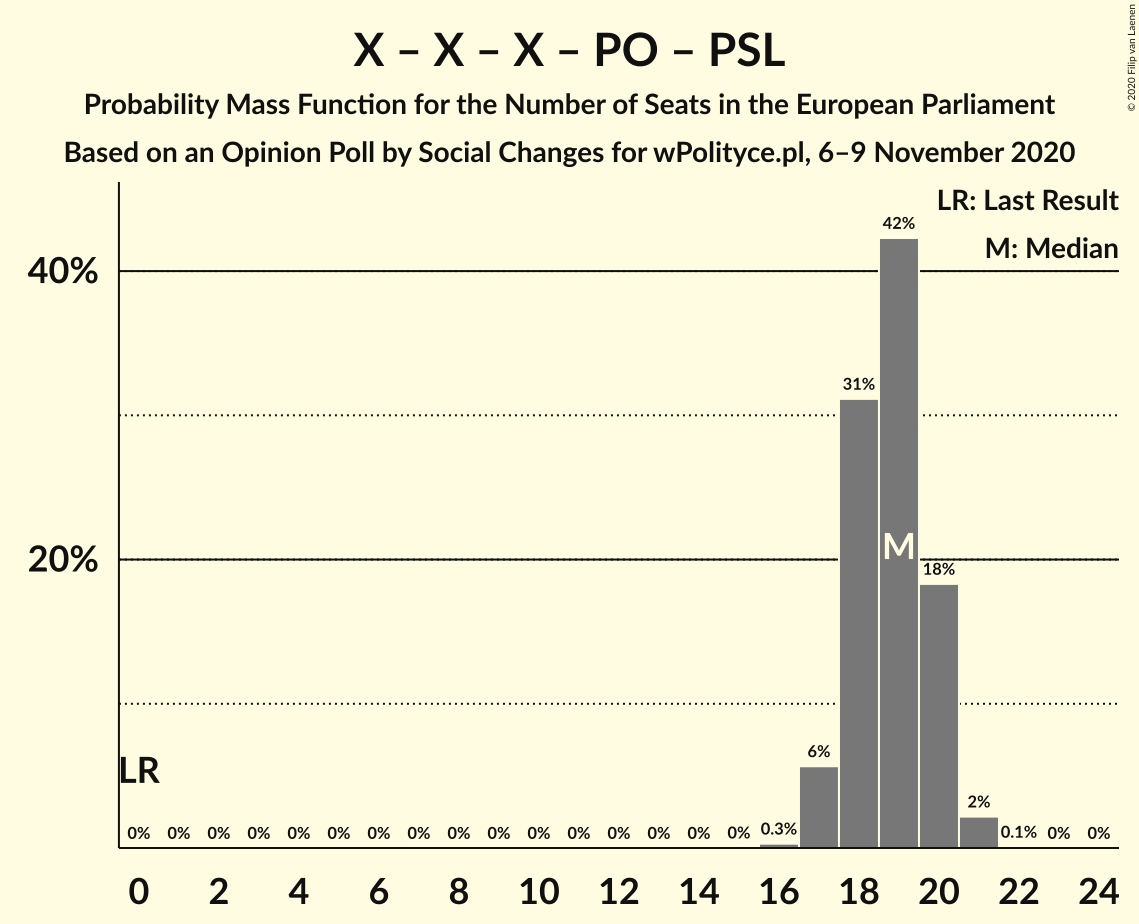 X – X – X – PO – PSL
Probability Mass Function for the Number of Seats in the European Parliament
Based on an Opinion Poll by Social Changes for wPolityce.pl, 6–9 November 2020
© 2020 Filip van Laenen
LR: Last Result
M: Median
42%
40%
31%
M
20%
18%
6%
LR
2%
0% 0% 0% 0% 0% 0% 0% 0% 0% 0% 0% 0% 0% 0% 0% 0% 0.3% 0.1% 0% 0%
0 2 4 6 8 10 12 14 16 18 20 22 24